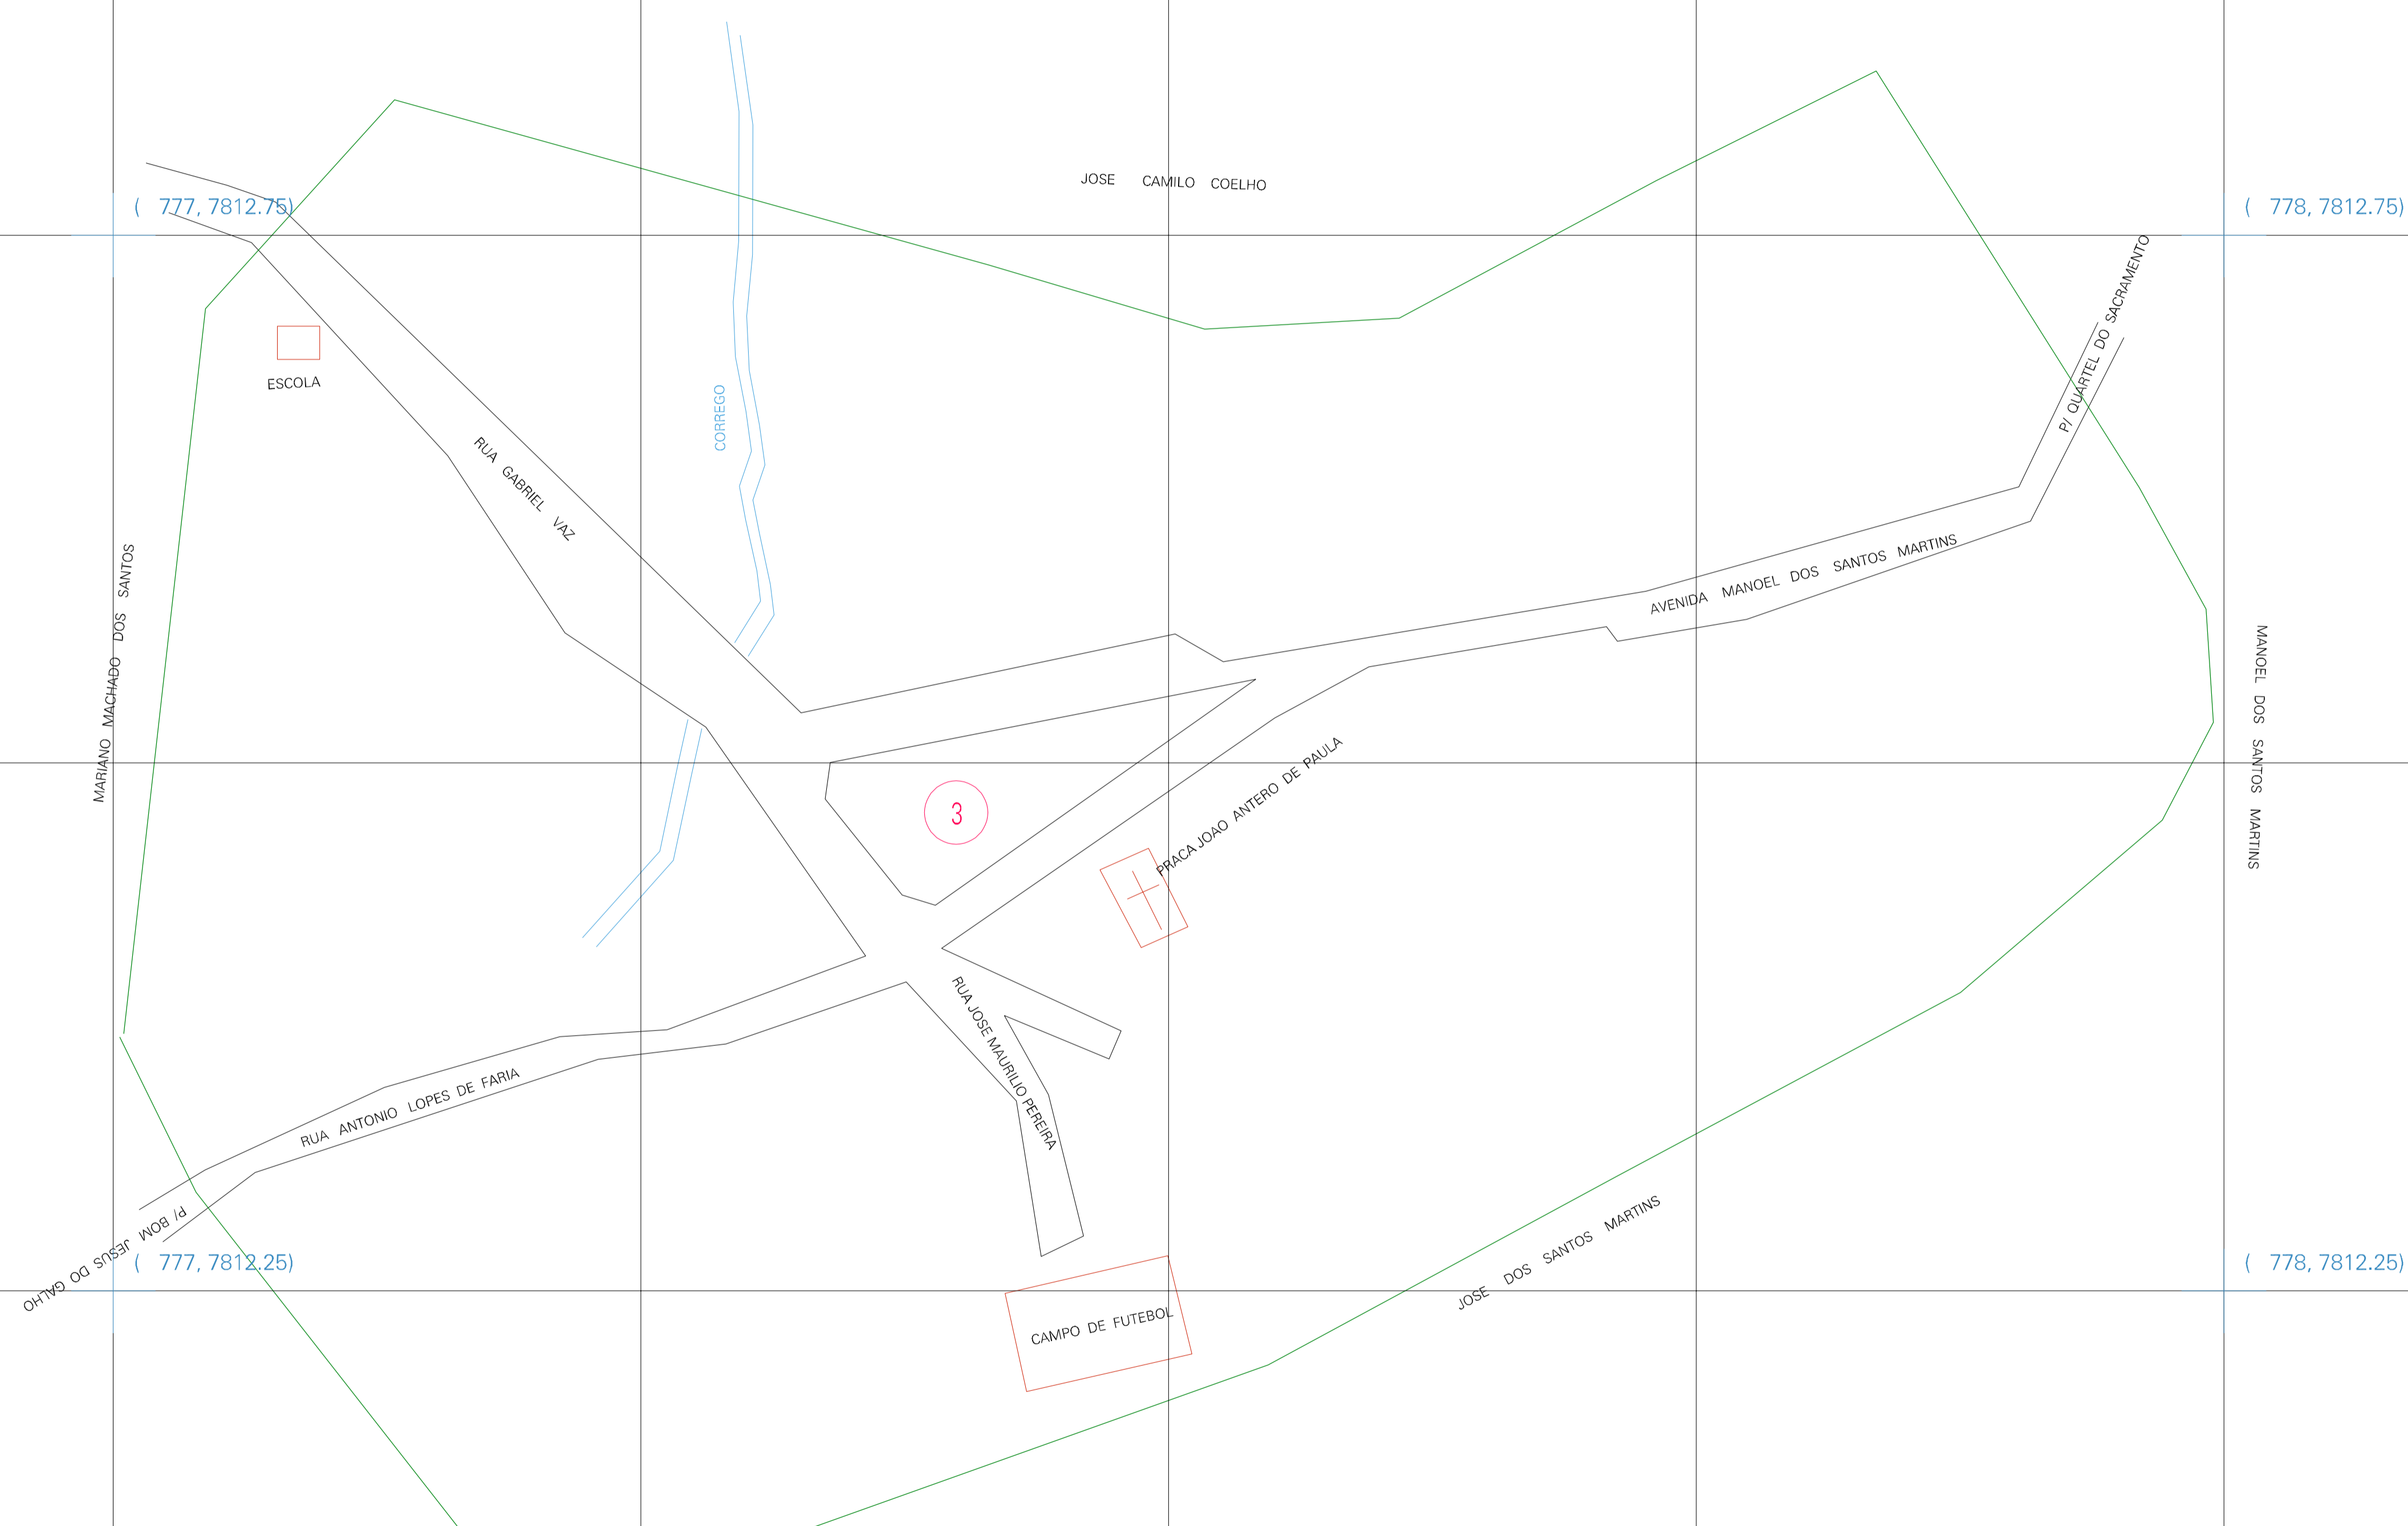 JOSE CAMILO COELHO
( 777, 7812.75)
( 778, 7812.75)
P/ QUARTEL DO SACRAMENTO
ESCOLA
CORREGO
RUA GABRIEL VAZ
AVENIDA MANOEL DOS SANTOS MARTINS
MARIANO MACHADO DOS SANTOS
MANOEL DOS SANTOS MARTINS
3
PRACA JOAO ANTERO DE PAULA
RUA JOSE MAURILIO PEREIRA
RUA ANTONIO LOPES DE FARIA
P/ BOM JESUS DO GALHO
( 777, 7812.25)
( 778, 7812.25)
JOSE DOS SANTOS MARTINS
CAMPO DE FUTEBOL